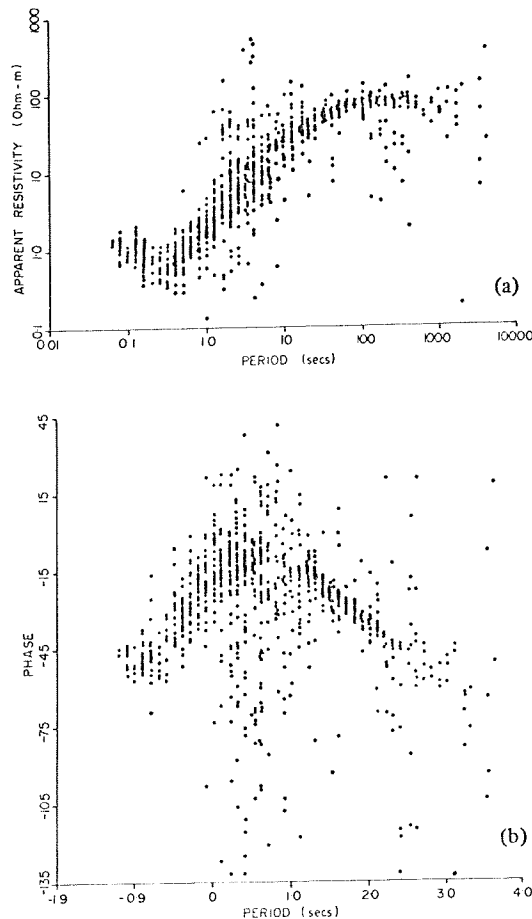 1000
100
10
1.0
0.1
APPARENT RESISTIVITY (Ohm-m)
0.01 0.1 1.0 10 100 1000 10000
PERIOD (secs)
(a)
45
15
-15
-45
-75
-105
-135
PHASE
-1.9 -0.9 0 1.0 2.0 3.0 4.0
PERIOD (secs)
(b)